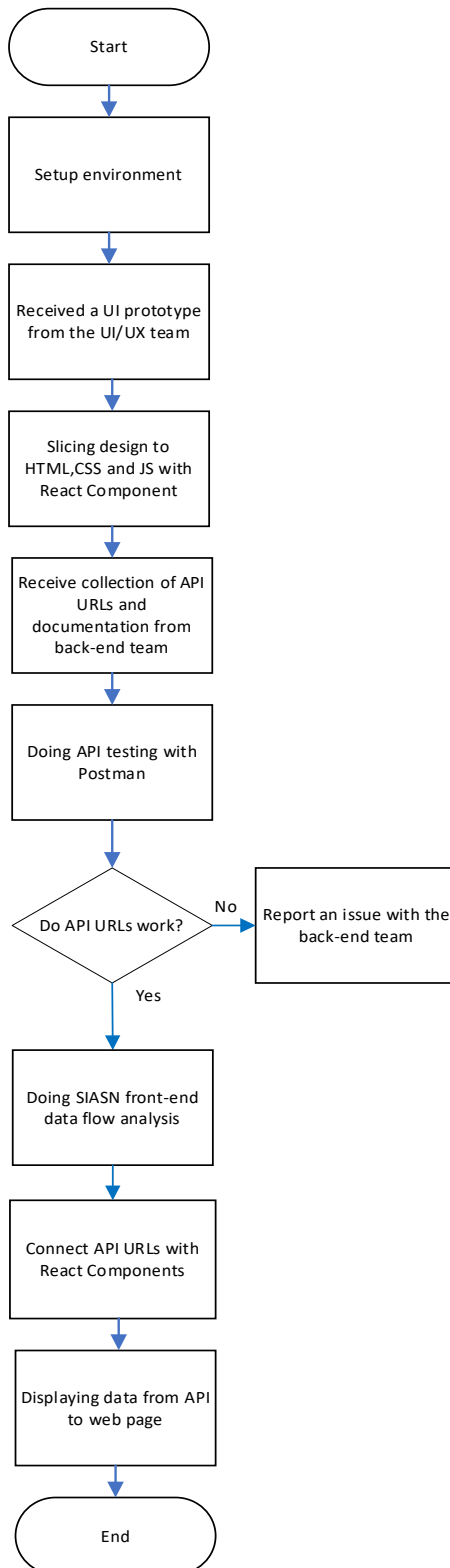 Start
Setup environment
Received a UI prototype
from the UI/UX team
Slicing design to
HTML,CSS and JS with
React Component
Receive collection of API
URLs and
documentation from
back-end team
Doing API testing with
Postman
Do API URLs work?
No
Report an issue with the
back-end team
Yes
Doing SIASN front-end
data flow analysis
Connect API URLs with
React Components
Displaying data from API
to web page
End